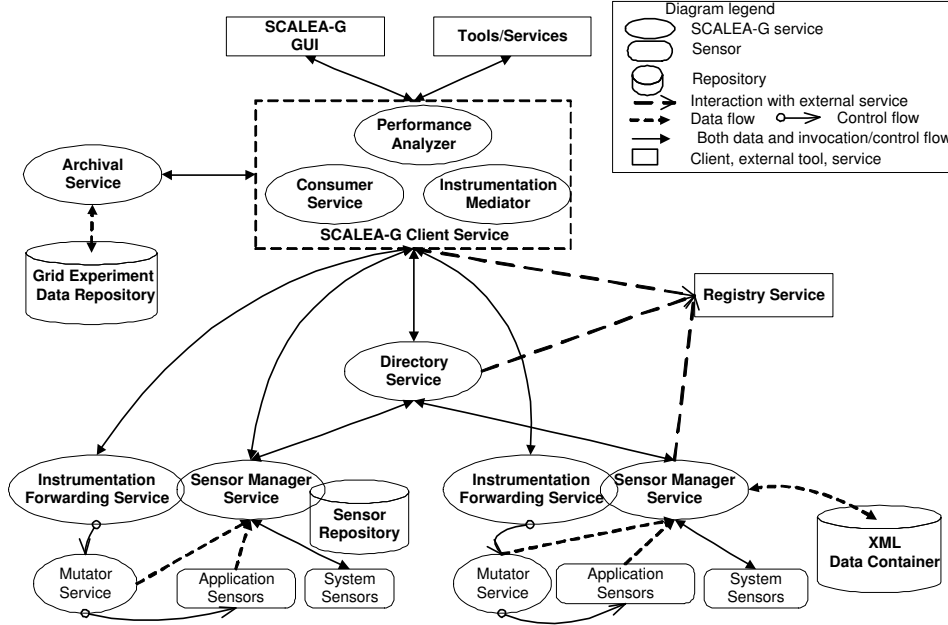 SCALEA-G
GUI
Tools/Services
Diagram legend
SCALEA-G service
Sensor
Repository
Interaction with external service
Data flow
Control flow
Both data and invocation/control flow
Client, external tool, service
Performance
Analyzer
Archival
Service
Consumer
Service
Instrumentation
Mediator
SCALEA-G Client Service
Grid Experiment
Data Repository
Registry Service
Directory
Service
Instrumentation
Forwarding Service
Sensor Manager
Service
Sensor
Repository
Instrumentation
Forwarding Service
Sensor Manager
Service
XML
Data Container
Mutator
Service
Application
Sensors
System
Sensors
Mutator
Service
Application
Sensors
System
Sensors